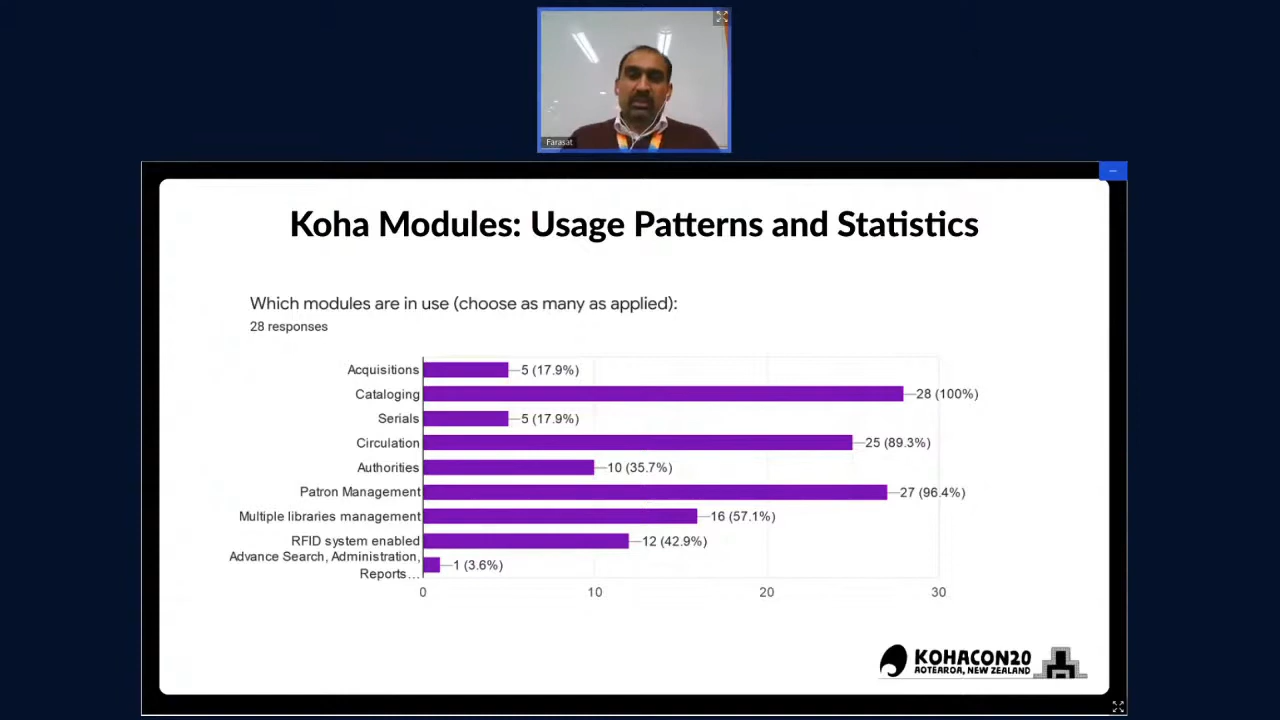 Farasat
Koha Modules: Usage Patterns and Statistics
Which modules are in use (choose as many as applied):
28 responses
Acquisitions 5 (17.9%)
Cataloging 28 (100%)
Serials 5 (17.9%)
Circulation 25 (89.3%)
Authorities 10 (35.7%)
Patron Management 27 (96.4%)
Multiple libraries management 16 (57.1%)
RFID system enabled 12 (42.9%)
Advance Search, Administration,
Reports… 1 (3.6%)
0 10 20 30
KOHACON20
AOTEAROA, NEW ZEALAND